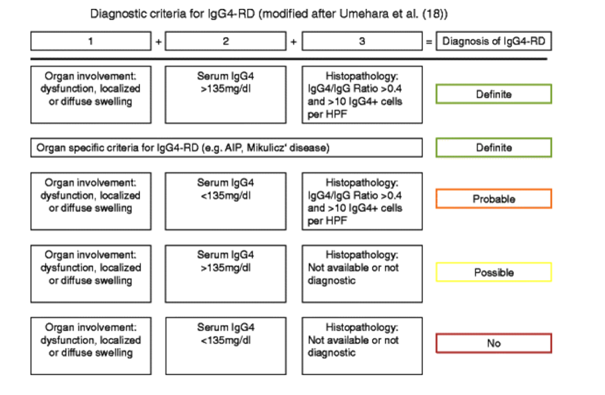 Diagnostic criteria for IgG4-RD (modified after Umehara et al. (18))
1 + 2 + 3 = Diagnosis of IgG4-RD
Organ involvement:
dysfunction, localized
or diffuse swelling
Serum IgG4
>135mg/dl
Histopathology:
IgG4/IgG Ratio >0.4
and >10 IgG4+ cells
per HPF
Definite
Organ specific criteria for IgG4-RD (e.g. AIP, Mikulicz' disease)
Definite
Organ involvement:
dysfunction, localized
or diffuse swelling
Serum IgG4
<135mg/dl
Histopathology:
IgG4/IgG Ratio >0.4
and >10 IgG4+ cells
per HPF
Probable
Organ involvement:
dysfunction, localized
or diffuse swelling
Serum IgG4
>135mg/dl
Histopathology:
Not available or not
diagnostic
Possible
Organ involvement:
dysfunction, localized
or diffuse swelling
Serum IgG4
<135mg/dl
Histopathology:
Not available or not
diagnostic
No